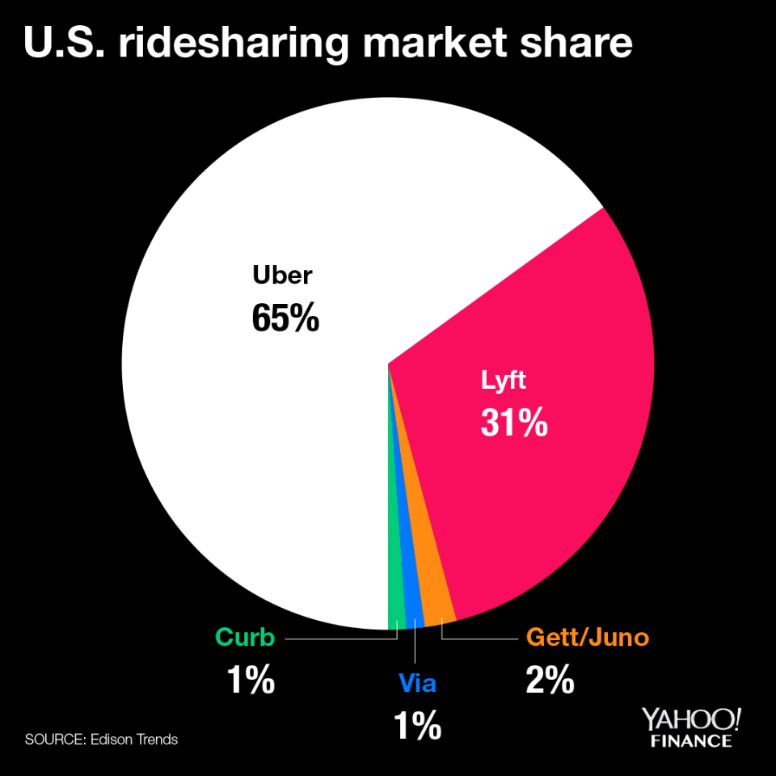 U.S. ridesharing market share
Uber
65%
Lyft
31%
Curb
1%
Via
1%
Gett/Juno
2%
SOURCE: Edison Trends
YAHOO!
FINANCE